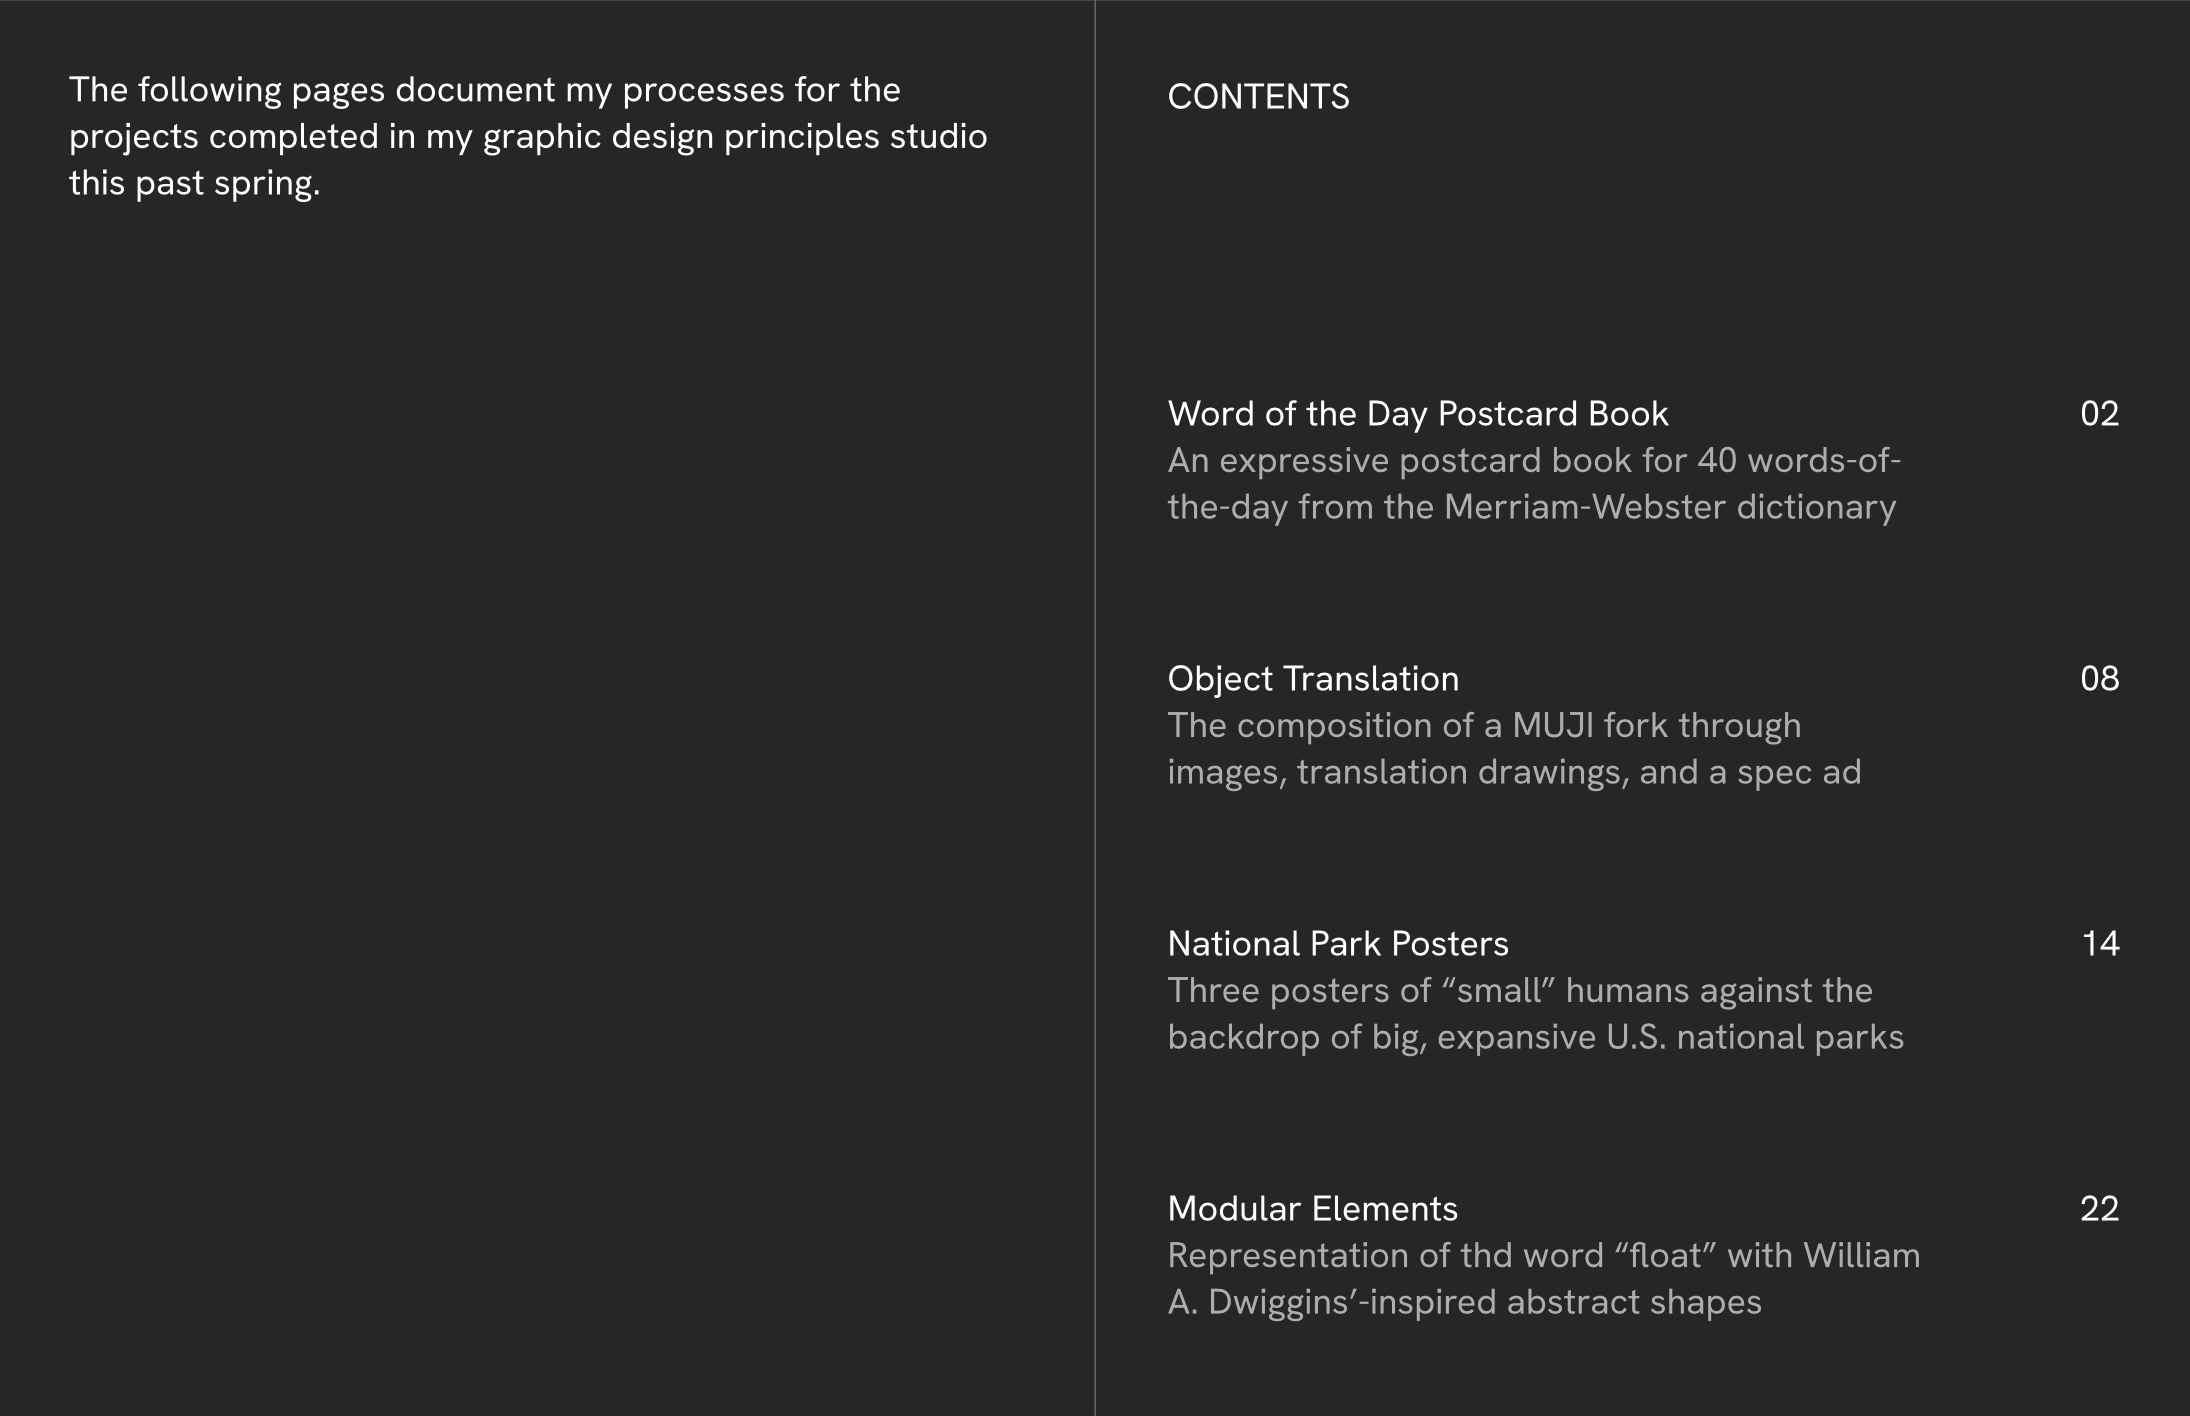 The following pages document my processes for the
projects completed in my graphic design principles studio
this past spring.
CONTENTS
Word of the Day Postcard Book 02
An expressive postcard book for 40 words-of-
the-day from the Merriam-Webster dictionary
Object Translation 08
The composition of a MUJI fork through
images, translation drawings, and a spec ad
National Park Posters 14
Three posters of “small” humans against the
backdrop of big, expansive U.S. national parks
Modular Elements 22
Representation of thd word “float” with William
A. Dwiggins’-inspired abstract shapes